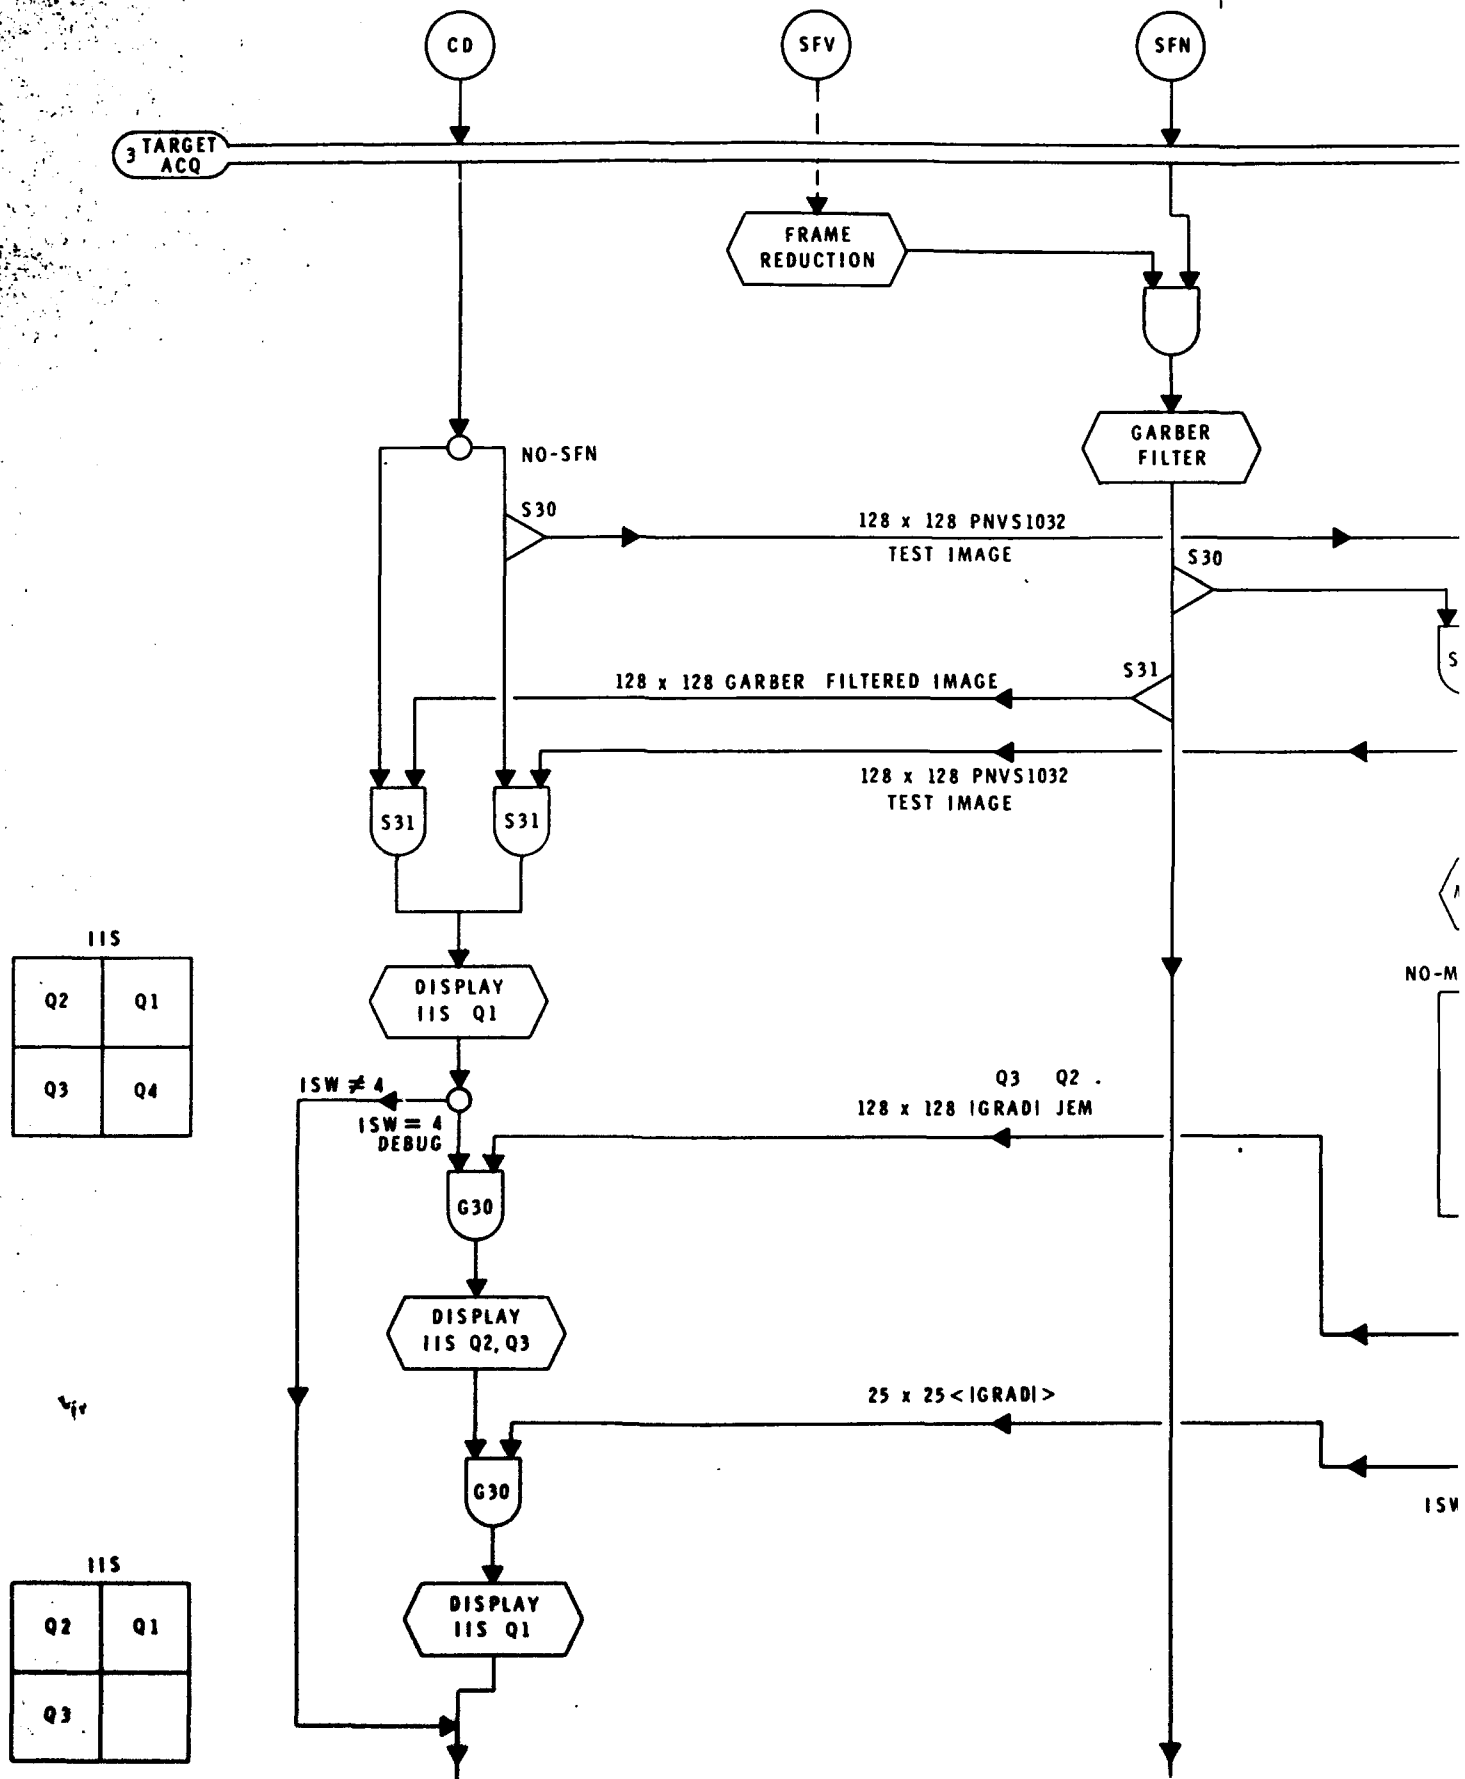 CD
SFV
SFN
3 TARGET
ACQ
FRAME
REDUCTION
GARBER
FILTER
NO-SFN
S30
128 x 128 PNVS1032
TEST IMAGE
S30
S31
128 x 128 GARBER FILTERED IMAGE
128 x 128 PNVS1032
TEST IMAGE
S31
S31
IIS
Q2
Q1
Q3
Q4
DISPLAY
IIS Q1
NO-M
ISW ≠ 4
ISW = 4
DEBUG
Q3 Q2
128 x 128 |GRAD| JEM
G30
DISPLAY
IIS Q2, Q3
25 x 25 <|GRAD|>
G30
ISW
IIS
Q2
Q1
Q3
DISPLAY
IIS Q1